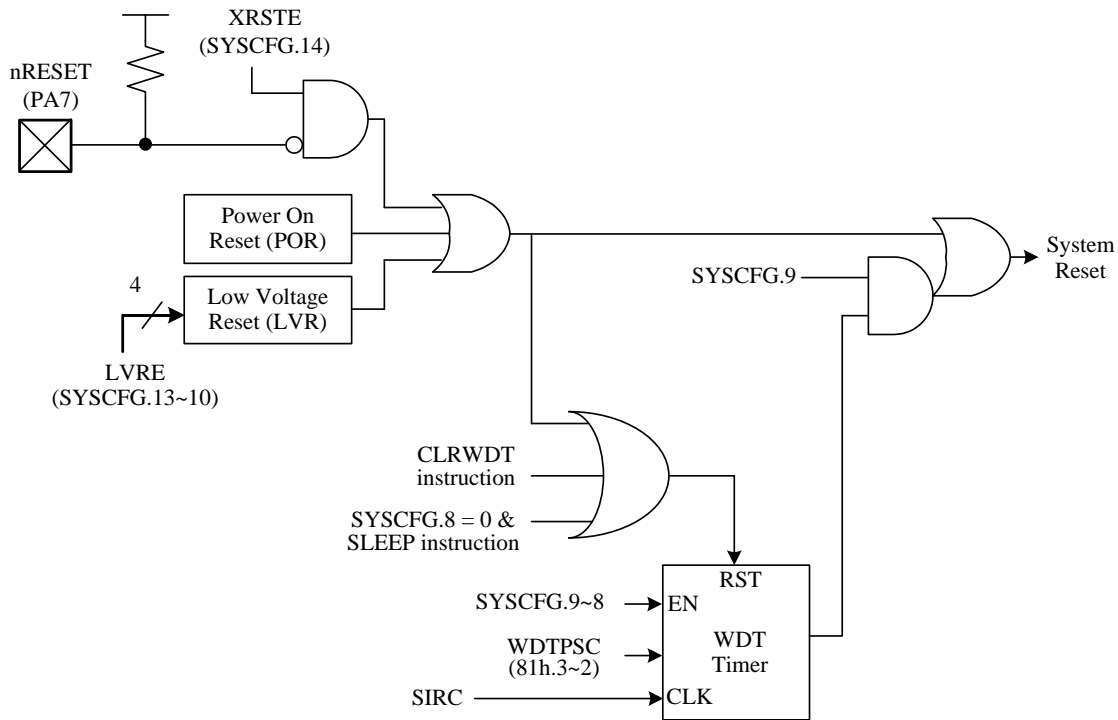 XRSTE
(SYSCFG.14)
nRESET
(PA7)
Power On
Reset (POR)
System
Reset
SYSCFG.9
4
Low Voltage
Reset (LVR)
LVRE
(SYSCFG.13~10)
CLRWDT
instruction
SYSCFG.8 = 0 &
SLEEP instruction
RST
SYSCFG.9~8
EN
WDT
Timer
WDTPSC
(81h.3~2)
SIRC
CLK